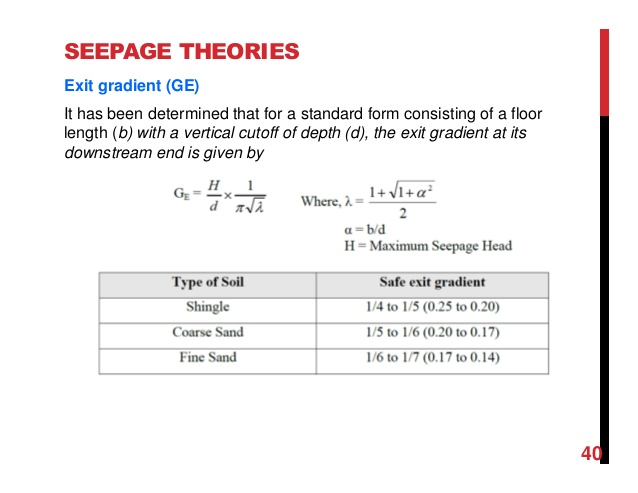 SEEPAGE THEORIES
Exit gradient (GE)
It has been determined that for a standard form consisting of a floor
length (b) with a vertical cutoff of depth (d), the exit gradient at its
downstream end is given by
G_E = H/d × 1/(π√λ)    Where, λ = (1+√(1+α²))/2
α = b/d
H = Maximum Seepage Head
Type of Soil    Safe exit gradient
Shingle    1/4 to 1/5 (0.25 to 0.20)
Coarse Sand    1/5 to 1/6 (0.20 to 0.17)
Fine Sand    1/6 to 1/7 (0.17 to 0.14)
40